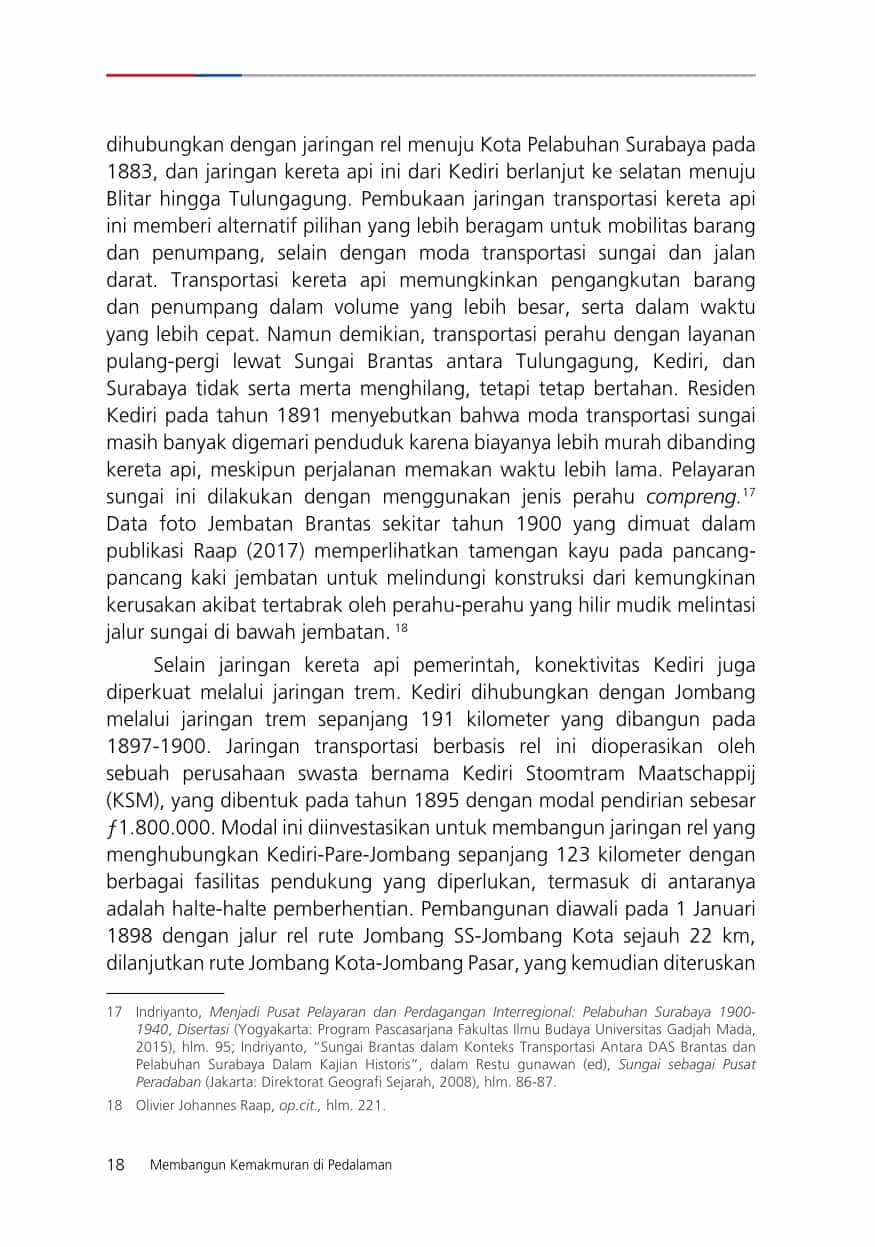 dihubungkan dengan jaringan rel menuju Kota Pelabuhan Surabaya pada
1883, dan jaringan kereta api ini dari Kediri berlanjut ke selatan menuju
Blitar hingga Tulungagung. Pembukaan jaringan transportasi kereta api
ini memberi alternatif pilihan yang lebih beragam untuk mobilitas barang
dan penumpang, selain dengan moda transportasi sungai dan jalan
darat. Transportasi kereta api memungkinkan pengangkutan barang
dan penumpang dalam volume yang lebih besar, serta dalam waktu
yang lebih cepat. Namun demikian, transportasi perahu dengan layanan
pulang-pergi lewat Sungai Brantas antara Tulungagung, Kediri, dan
Surabaya tidak serta merta menghilang, tetapi tetap bertahan. Residen
Kediri pada tahun 1891 menyebutkan bahwa moda transportasi sungai
masih banyak digemari penduduk karena biayanya lebih murah dibanding
kereta api, meskipun perjalanan memakan waktu lebih lama. Pelayaran
sungai ini dilakukan dengan menggunakan jenis perahu compreng.17
Data foto Jembatan Brantas sekitar tahun 1900 yang dimuat dalam
publikasi Raap (2017) memperlihatkan tamengan kayu pada pancang-
pancang kaki jembatan untuk melindungi konstruksi dari kemungkinan
kerusakan akibat tertabrak oleh perahu-perahu yang hilir mudik melintasi
jalur sungai di bawah jembatan. 18
Selain jaringan kereta api pemerintah, konektivitas Kediri juga
diperkuat melalui jaringan trem. Kediri dihubungkan dengan Jombang
melalui jaringan trem sepanjang 191 kilometer yang dibangun pada
1897-1900. Jaringan transportasi berbasis rel ini dioperasikan oleh
sebuah perusahaan swasta bernama Kediri Stoomtram Maatschappij
(KSM), yang dibentuk pada tahun 1895 dengan modal pendirian sebesar
ƒ1.800.000. Modal ini diinvestasikan untuk membangun jaringan rel yang
menghubungkan Kediri-Pare-Jombang sepanjang 123 kilometer dengan
berbagai fasilitas pendukung yang diperlukan, termasuk di antaranya
adalah halte-halte pemberhentian. Pembangunan diawali pada 1 Januari
1898 dengan jalur rel rute Jombang SS-Jombang Kota sejauh 22 km,
dilanjutkan rute Jombang Kota-Jombang Pasar, yang kemudian diteruskan
17 Indriyanto, Menjadi Pusat Pelayaran dan Perdagangan Interregional: Pelabuhan Surabaya 1900-
1940, Disertasi (Yogyakarta: Program Pascasarjana Fakultas Ilmu Budaya Universitas Gadjah Mada,
2015), hlm. 95; Indriyanto, “Sungai Brantas dalam Konteks Transportasi Antara DAS Brantas dan
Pelabuhan Surabaya Dalam Kajian Historis”, dalam Restu gunawan (ed), Sungai sebagai Pusat
Peradaban (Jakarta: Direktorat Geografi Sejarah, 2008), hlm. 86-87.
18 Olivier Johannes Raap, op.cit., hlm. 221.
18 Membangun Kemakmuran di Pedalaman